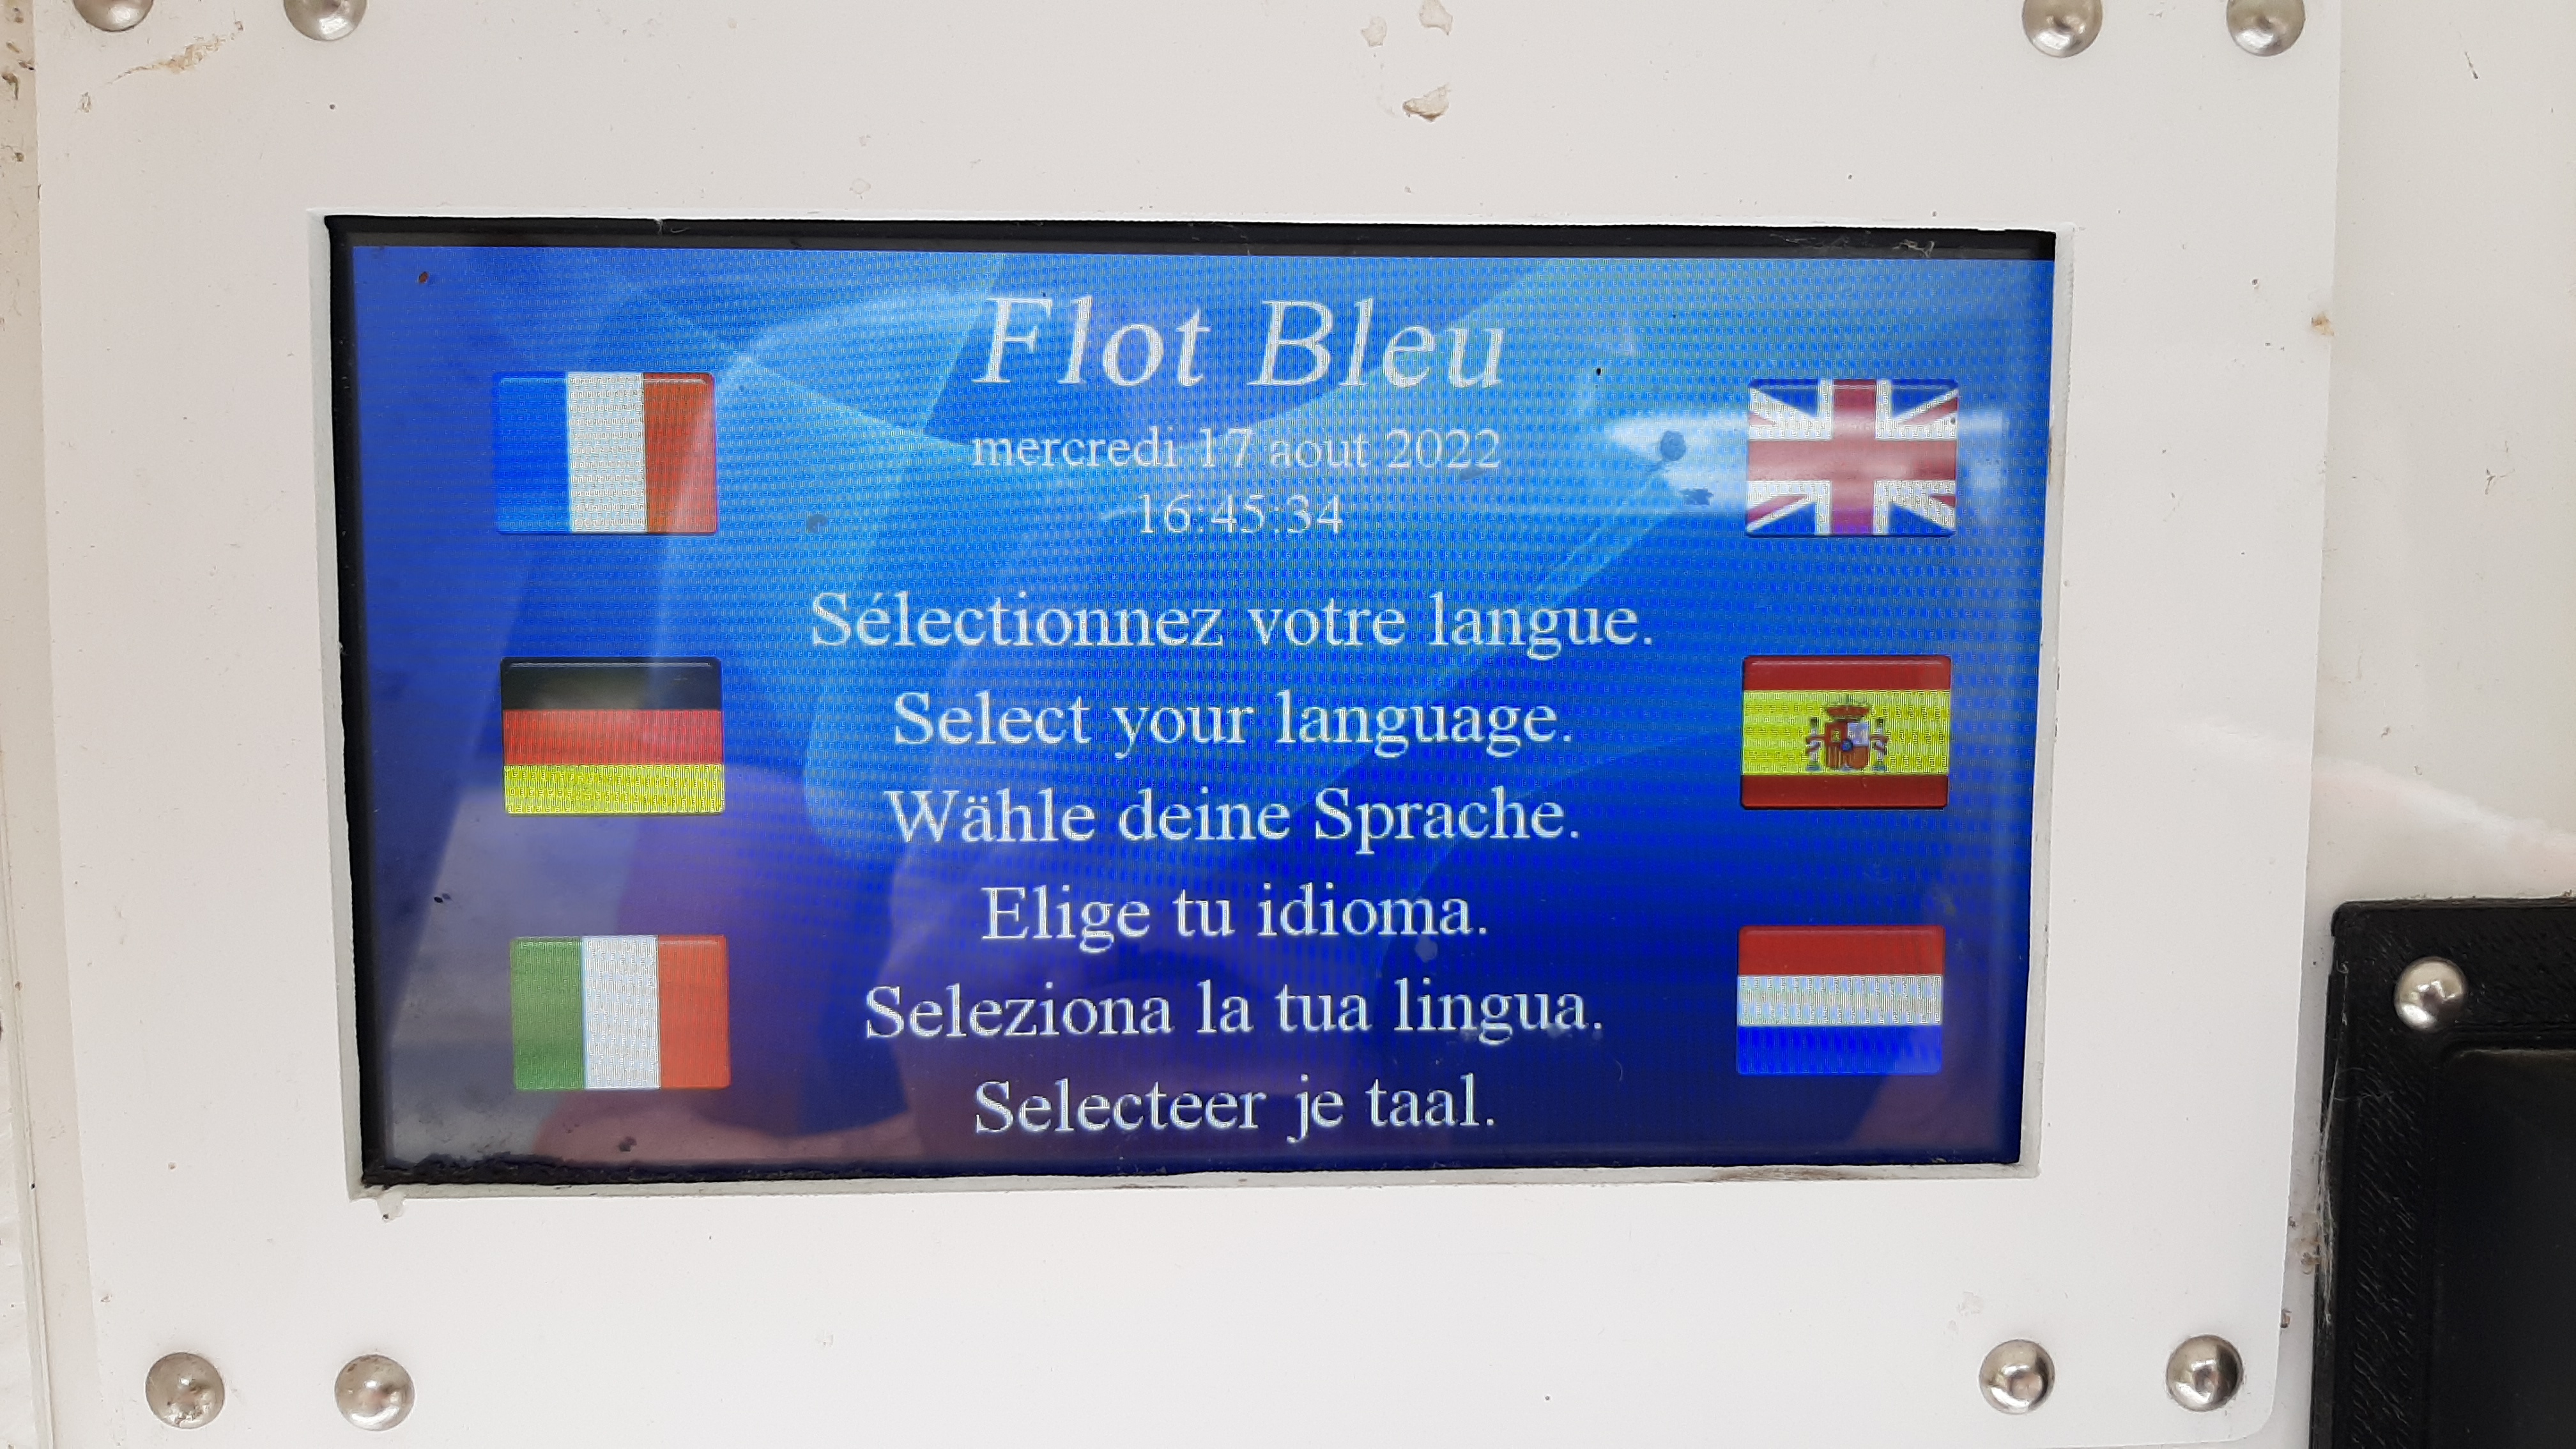 Flot Bleu
mercredi 17 aout 2022
16:45:34
Sélectionnez votre langue.
Select your language.
Wähle deine Sprache.
Elige tu idioma.
Seleziona la tua lingua.
Selecteer je taal.